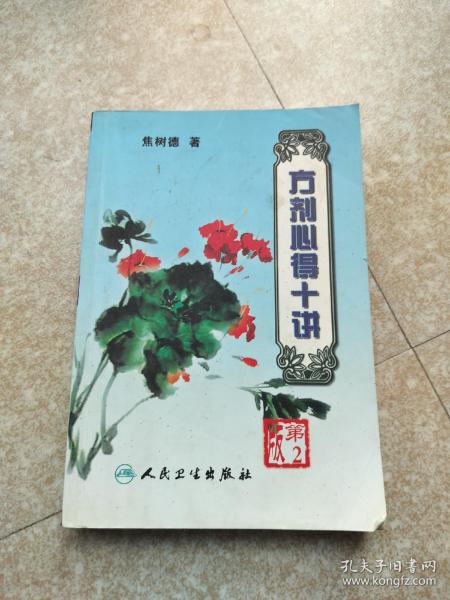 焦树德 著
方剂心得十讲
第2
版
人民卫生出版社
孔夫子旧书网
www.kongfz.com